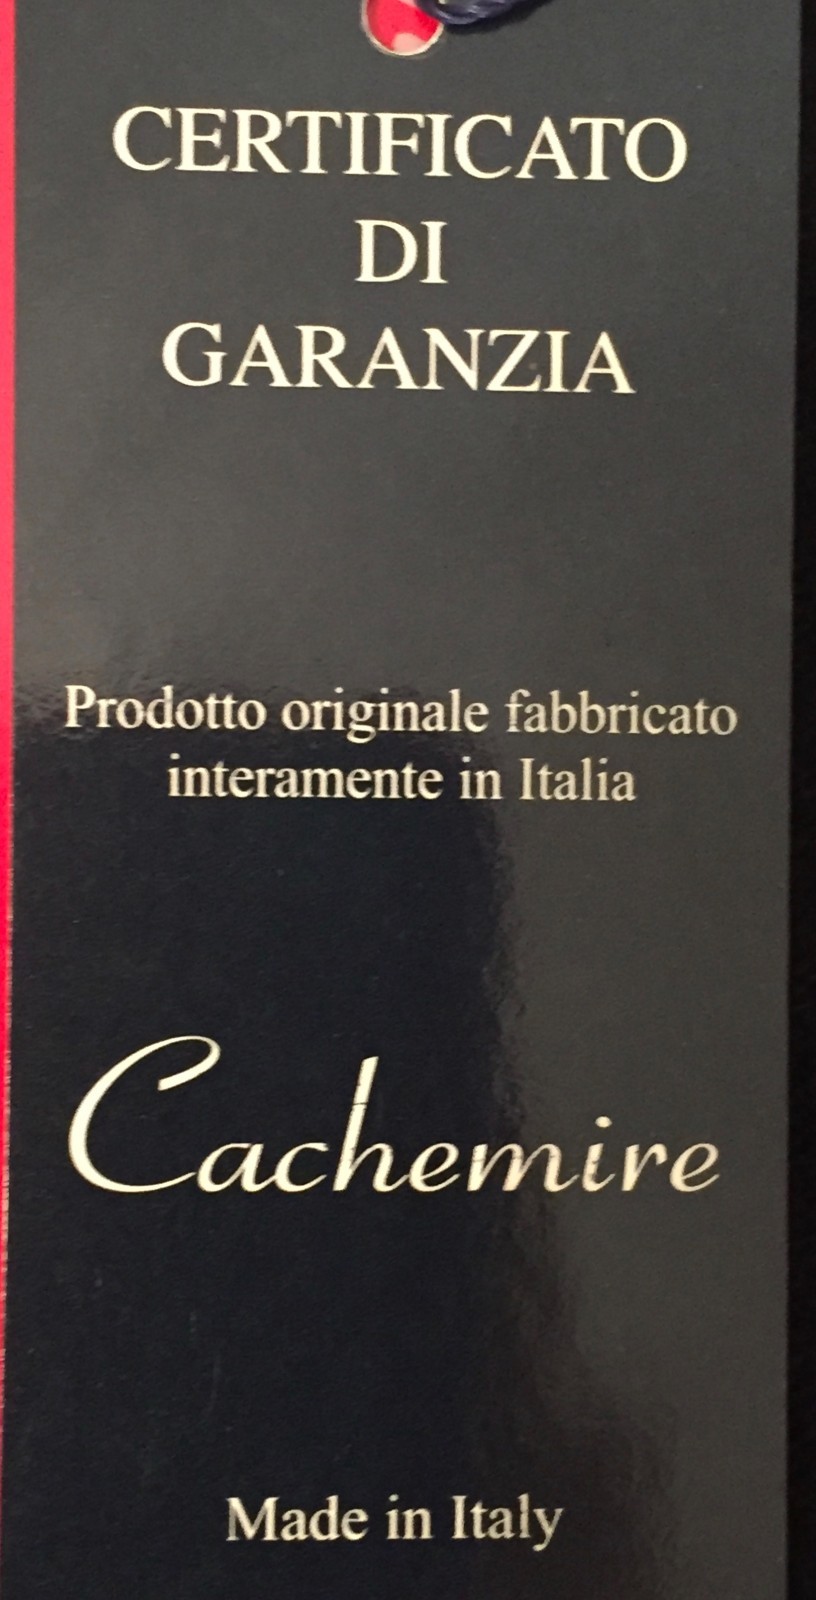 CERTIFICATO
DI
GARANZIA
Prodotto originale fabbricato
interamente in Italia
Cachemire
Made in Italy